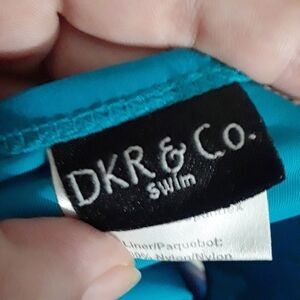 DKR & Co.
swim
Liner/Paquebot:
Nylon/Nylon